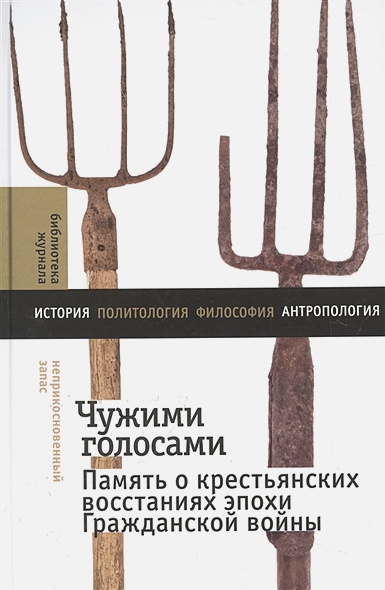 библиотека
журнала
неприкосновенный
запас
ИСТОРИЯ ПОЛИТОЛОГИЯ ФИЛОСОФИЯ АНТРОПОЛОГИЯ
Чужими
голосами
Память о крестьянских
восстаниях эпохи
Гражданской войны